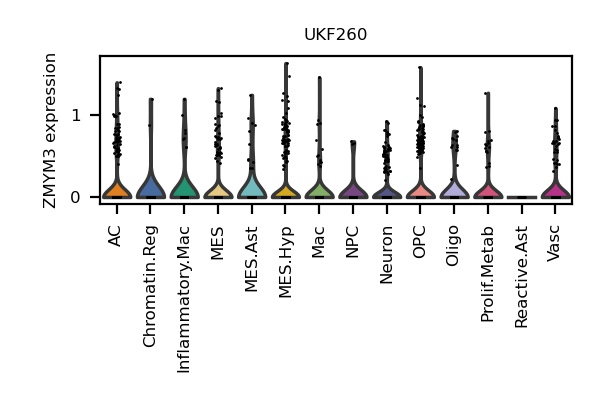 UKF260
ZMYM3 expression
1
0
AC
Chromatin.Reg
Inflammatory.Mac
MES
MES.Ast
MES.Hyp
Mac
NPC
Neuron
OPC
Oligo
Prolif.Metab
Reactive.Ast
Vasc